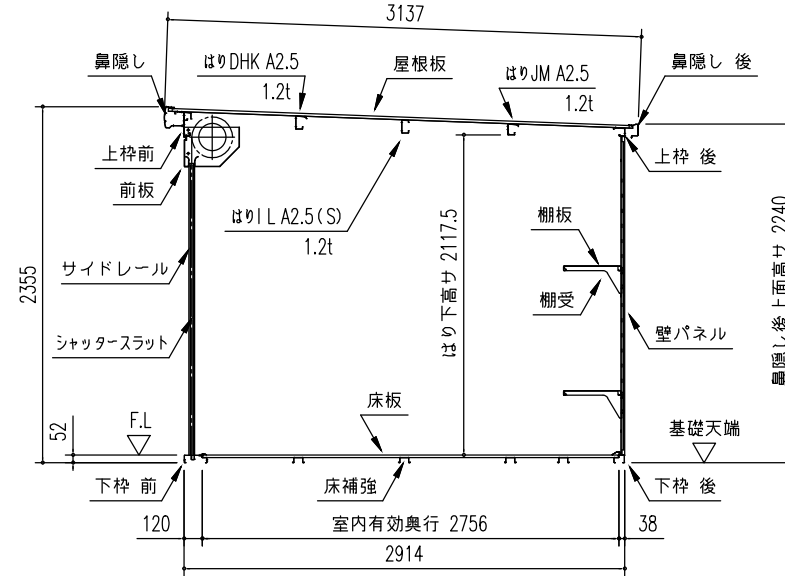 3137
鼻隠し
はりDHK A2.5
1.2t
屋根板
はりJM A2.5
1.2t
鼻隠し 後
上枠前
前板
はりIL A2.5(S)
1.2t
上枠 後
棚板
棚受
サイドレール
シャッタースラット
壁パネル
2355
はり下高サ 2117.5
鼻隠し後上面高サ 2240
52
F.L
床板
基礎天端
下枠 前
床補強
下枠 後
120
室内有効奥行 2756
38
2914